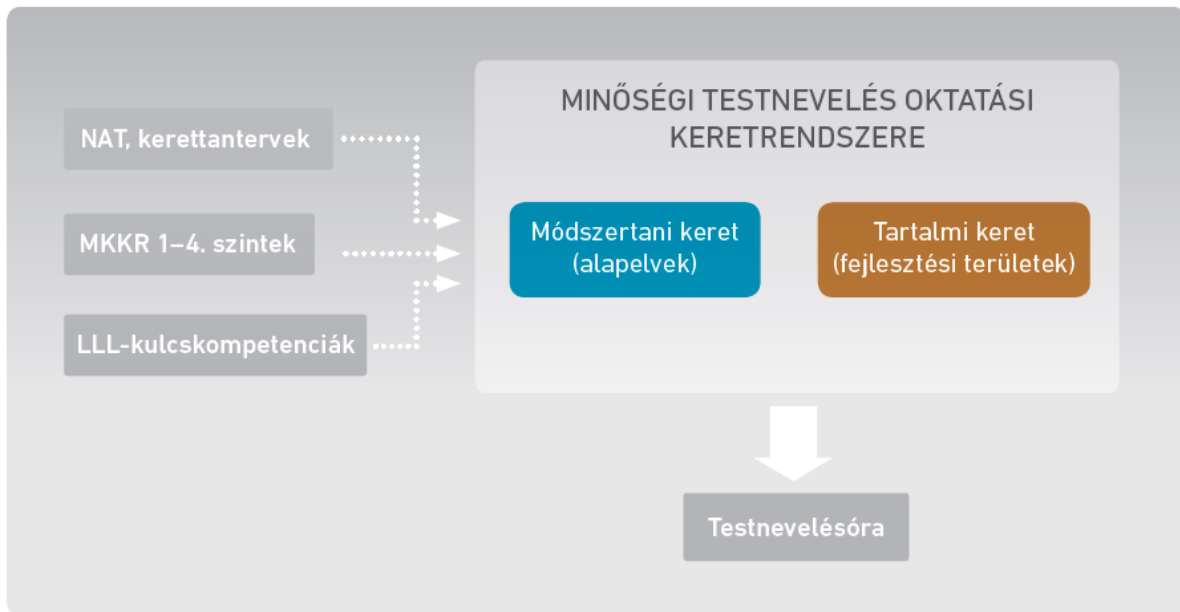 MINŐSÉGI TESTNEVELÉS OKTATÁSI
KERETRENDSZERE
NAT, kerettantervek
MKKR 1–4. szintek
LLL-kulcskompetenciák
Módszertani keret
(alapelvek)
Tartalmi keret
(fejlesztési területek)
Testnevelésóra